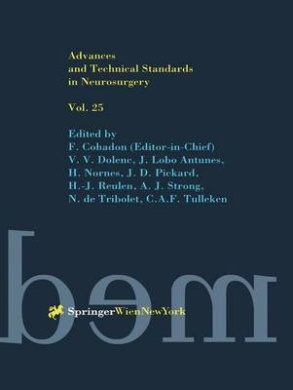 Advances
and Technical Standards
in Neurosurgery
Vol. 25
Edited by
F. Cohadon (Editor-in-Chief)
V. V. Dolenc, J. Lobo Antunes,
H. Nornes, J. D. Pickard,
H.-J. Reulen, A. J. Strong,
N. de Tribolet, C.A.F. Tulleken
bɘm
SpringerWienNewYork